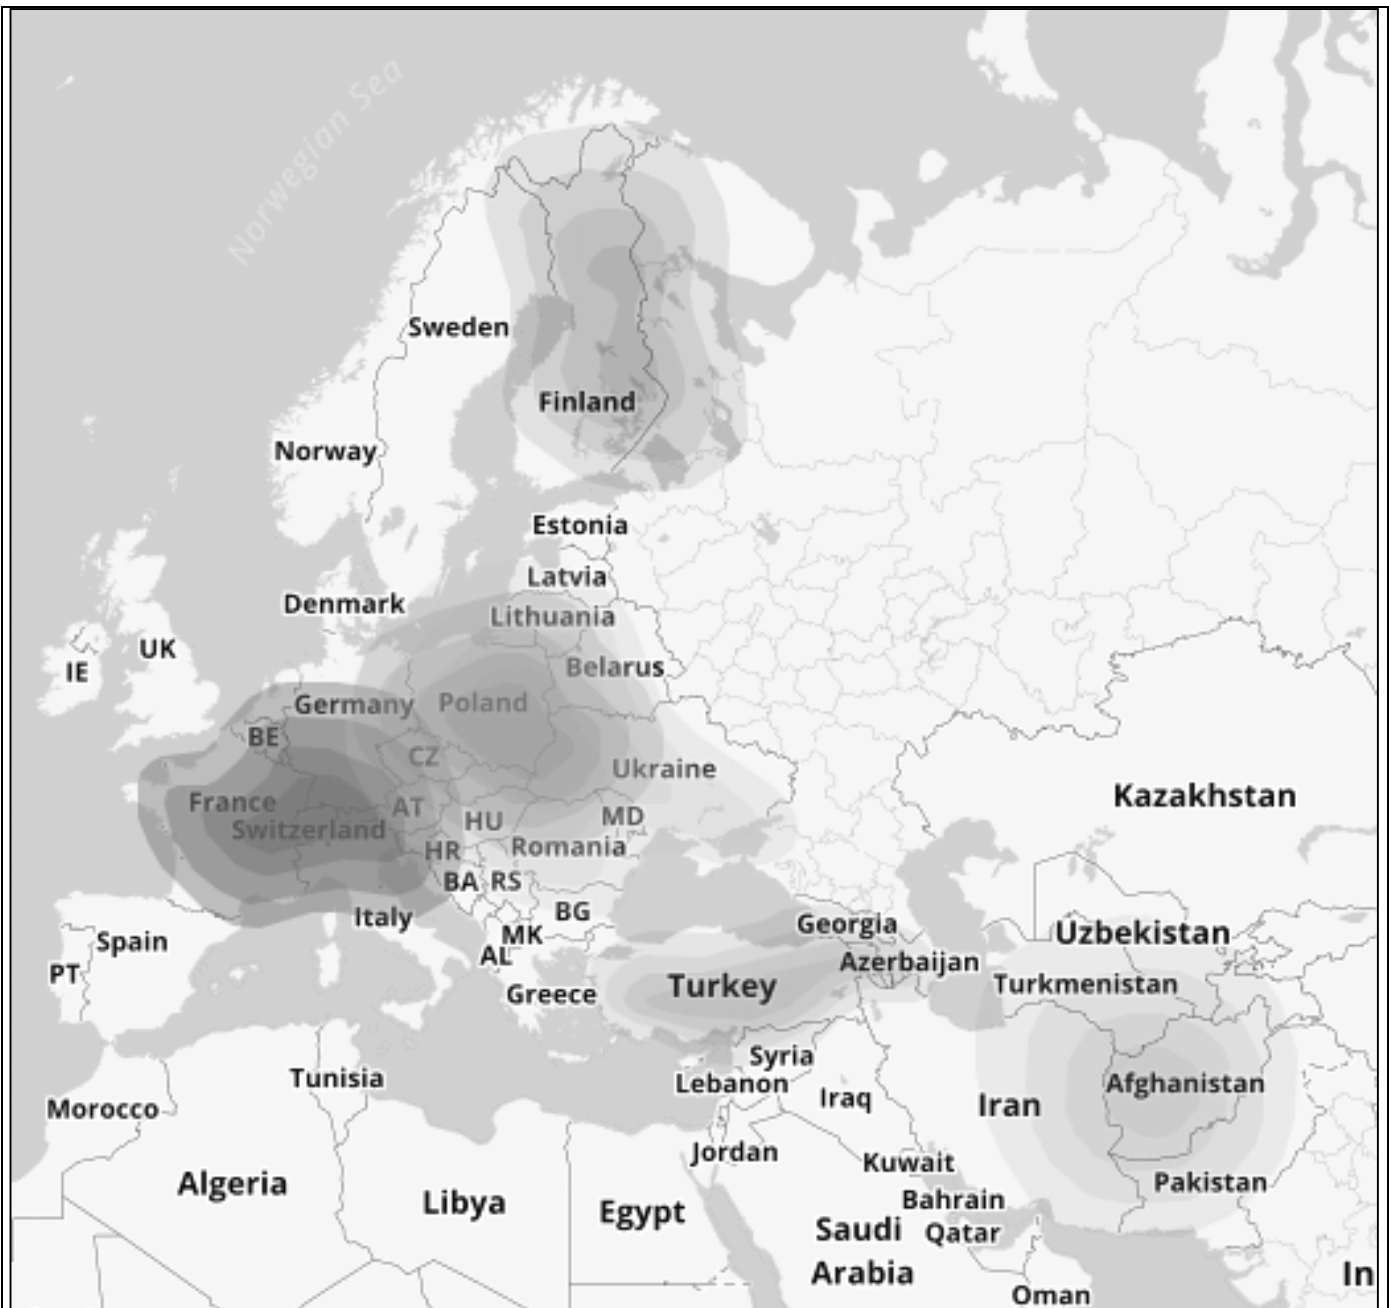 Norwegian Sea
Sweden
Finland
Norway
Estonia
Latvia
Denmark
Lithuania
UK
IE
Belarus
Germany
Poland
BE
CZ
Ukraine
Kazakhstan
France
AT
HU
MD
Switzerland
HR
Romania
BA
RS
Italy
BG
Georgia
Spain
MK
Uzbekistan
AL
Azerbaijan
PT
Turkey
Turkmenistan
Greece
Syria
Tunisia
Lebanon
Afghanistan
Iraq
Iran
Morocco
Jordan
Kuwait
Algeria
Pakistan
Libya
Bahrain
Egypt
Saudi
Arabia
Qatar
In
Oman